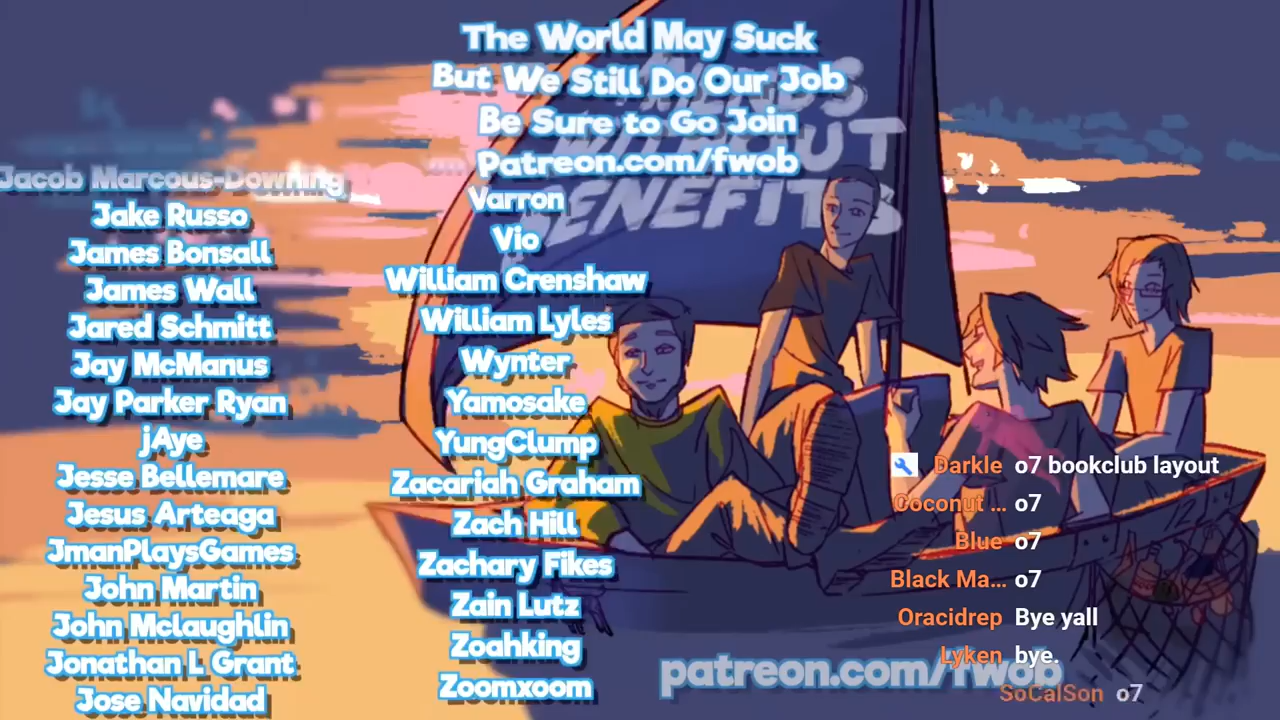 The World May Suck
But We Still Do Our Job
Be Sure to Go Join
Patreon.com/fwob
FRIENDS
WITHOUT
BENEFITS
Jacob Marcous-Downing
Jake Russo
James Bonsall
James Wall
Jared Schmitt
Jay McManus
Jay Parker Ryan
jAye
Jesse Bellemare
Jesus Arteaga
JmanPlaysGames
John Martin
John Mclaughlin
Jonathan L Grant
Jose Navidad
Varron
Vio
William Crenshaw
William Lyles
Wynter
Yamosake
YungClump
Zacariah Graham
Zach Hill
Zachary Fikes
Zain Lutz
Zoahking
Zoomxoom
Darkle o7 bookclub layout
Coconut ... o7
Blue o7
Black Ma... o7
Oracidrep Bye yall
Lyken bye.
SoCalSon o7
patreon.com/fwob